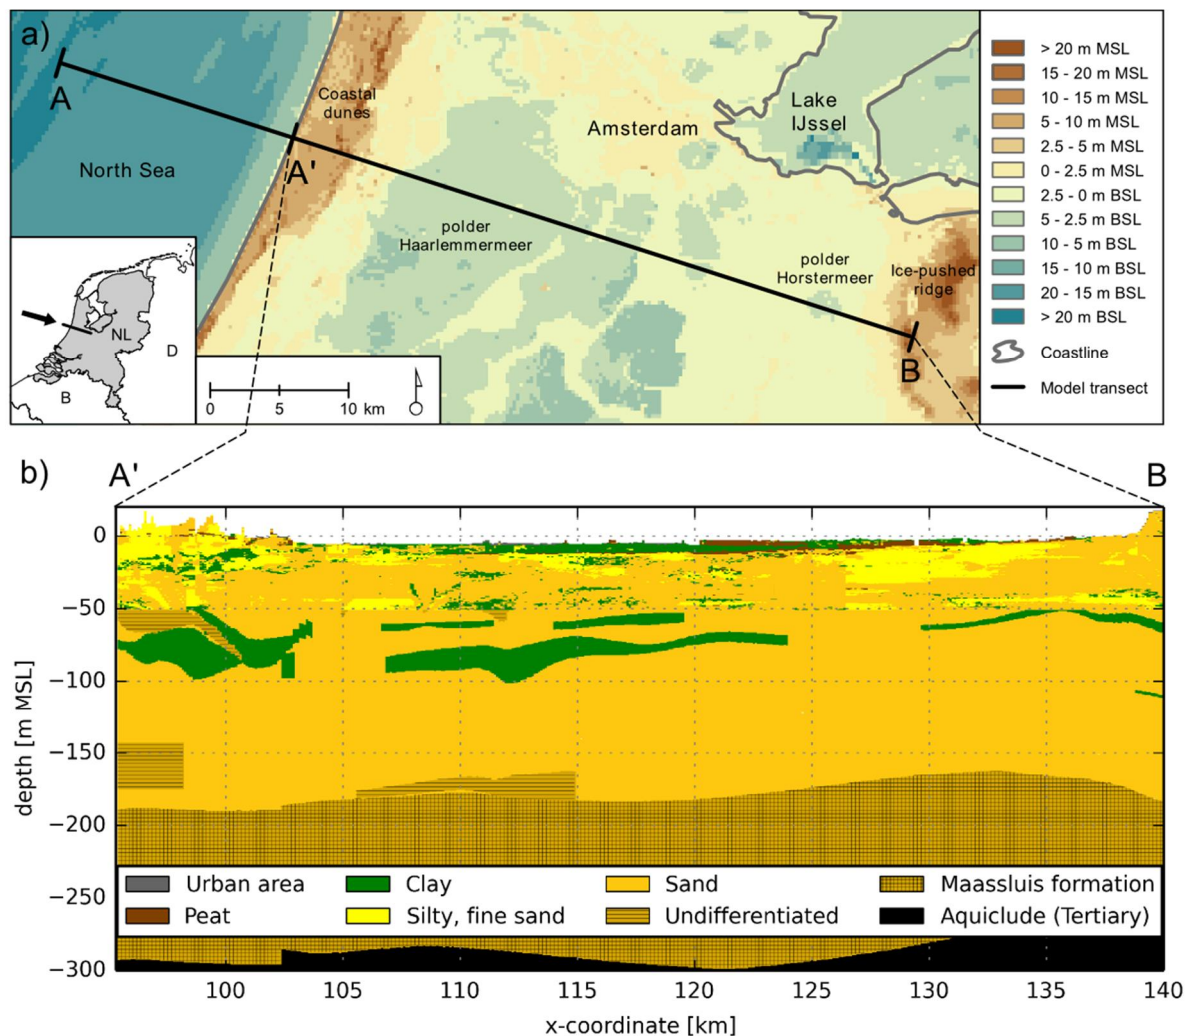 a)
A
North Sea
Coastal
dunes
A'
Amsterdam
Lake
IJssel
polder
Haarlemmermeer
polder
Horstermeer
Ice-pushed
ridge
B
NL
D
B
0 5 10 km
> 20 m MSL
15 - 20 m MSL
10 - 15 m MSL
5 - 10 m MSL
2.5 - 5 m MSL
0 - 2.5 m MSL
2.5 - 0 m BSL
5 - 2.5 m BSL
10 - 5 m BSL
15 - 10 m BSL
20 - 15 m BSL
> 20 m BSL
Coastline
Model transect
b)
A'
B
depth [m MSL]
0
−50
−100
−150
−200
−250
−300
Urban area
Clay
Sand
Maassluis formation
Peat
Silty, fine sand
Undifferentiated
Aquiclude (Tertiary)
100 105 110 115 120 125 130 135 140
x-coordinate [km]